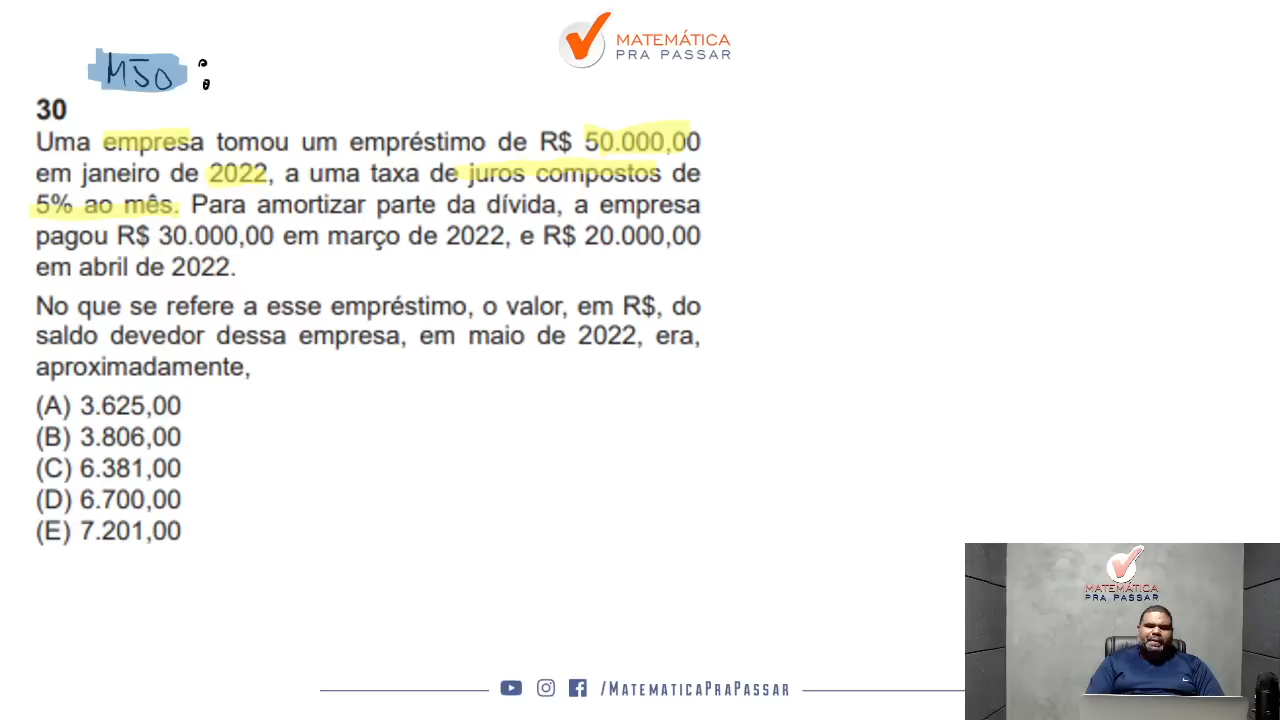 MATEMÁTICA
PRA PASSAR
MJO :
30
Uma empresa tomou um empréstimo de R$ 50.000,00
em janeiro de 2022, a uma taxa de juros compostos de
5% ao mês. Para amortizar parte da dívida, a empresa
pagou R$ 30.000,00 em março de 2022, e R$ 20.000,00
em abril de 2022.
No que se refere a esse empréstimo, o valor, em R$, do
saldo devedor dessa empresa, em maio de 2022, era,
aproximadamente,
(A) 3.625,00
(B) 3.806,00
(C) 6.381,00
(D) 6.700,00
(E) 7.201,00
MATEMÁTICA
PRA PASSAR
/MATEMATICAPRAPASSAR